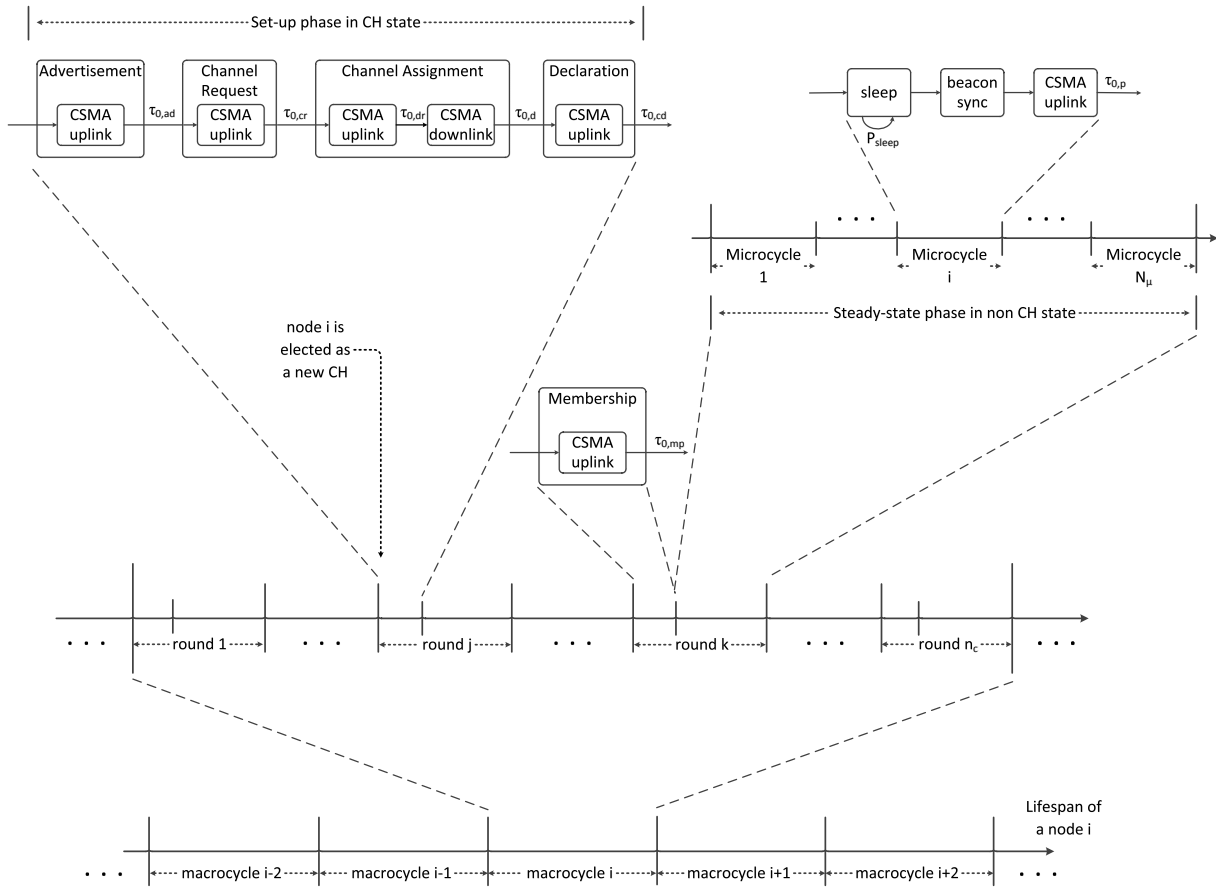 Set-up phase in CH state
Advertisement
CSMA
uplink
τ0,ad
Channel
Request
CSMA
uplink
τ0,cr
Channel Assignment
CSMA
uplink
τ0,dr
CSMA
downlink
τ0,d
Declaration
CSMA
uplink
τ0,cd
sleep
Psleep
beacon
sync
CSMA
uplink
τ0,p
. . .
. . .
Microcycle
1
Microcycle
i
Microcycle
Nμ
Steady-state phase in non CH state
node i is
elected as
a new CH
Membership
CSMA
uplink
τ0,mp
. . . round 1 . . . round j . . . round k . . . round nc . . .
Lifespan of
a node i
. . . macrocycle i-2 macrocycle i-1 macrocycle i macrocycle i+1 macrocycle i+2 . . .